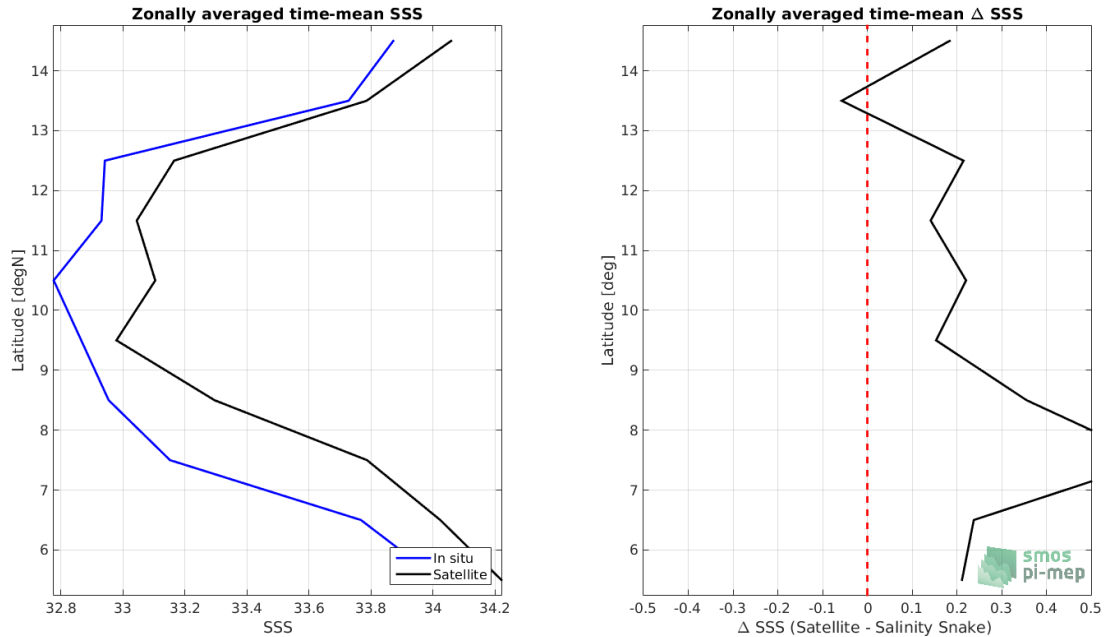 Zonally averaged time-mean SSS
14
13
12
11
10
9
8
7
6
Latitude [degN]
In situ
Satellite
32.8 33 33.2 33.4 33.6 33.8 34 34.2
SSS
Zonally averaged time-mean Δ SSS
14
13
12
11
10
9
8
7
6
Latitude [deg]
smos
pi-mep
-0.5 -0.4 -0.3 -0.2 -0.1 0 0.1 0.2 0.3 0.4 0.5
Δ SSS (Satellite - Salinity Snake)